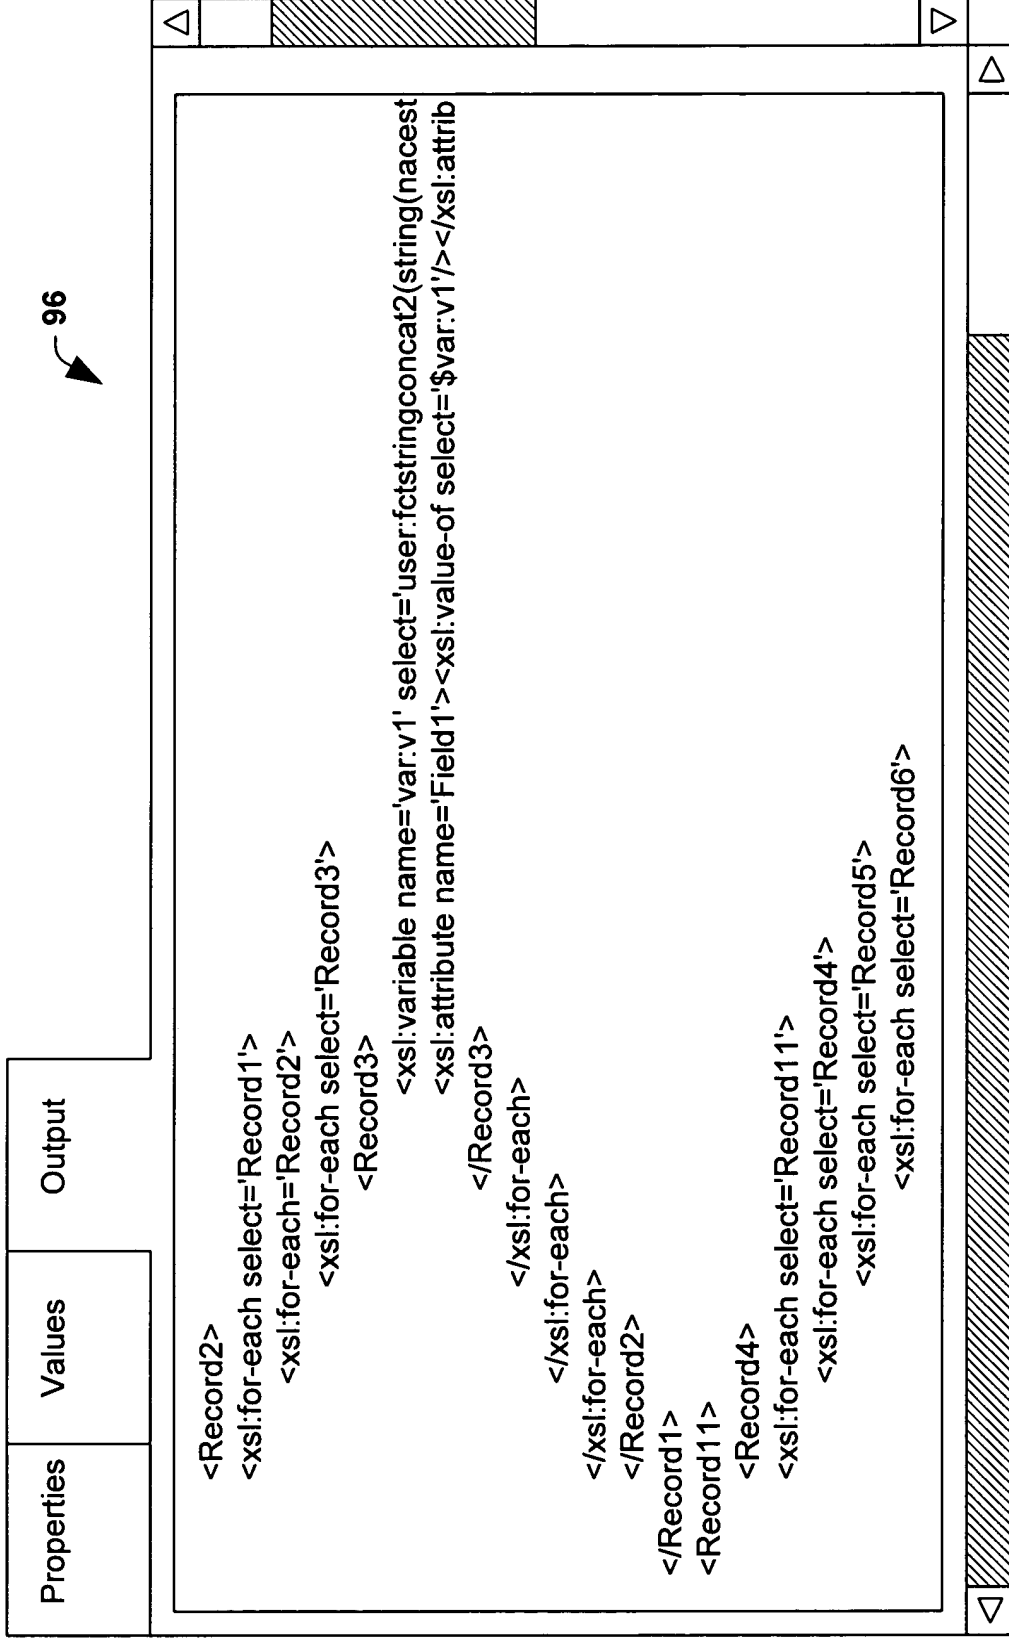 96
Properties Values Output
<Record2>
<xsl:for-each select='Record1'>
<xsl:for-each='Record2'>
<xsl:for-each select='Record3'>
<Record3>
<xsl:variable name='var:v1' select='user:fctstringconcat2(string(nacest
<xsl:attribute name='Field1'><xsl:value-of select='$var:v1'/></xsl:attrib
</Record3>
</xsl:for-each>
</xsl:for-each>
</xsl:for-each>
</Record2>
</Record1>
<Record11>
<Record4>
<xsl:for-each select='Record11'>
<xsl:for-each select='Record4'>
<xsl:for-each select='Record5'>
<xsl:for-each select='Record6'>